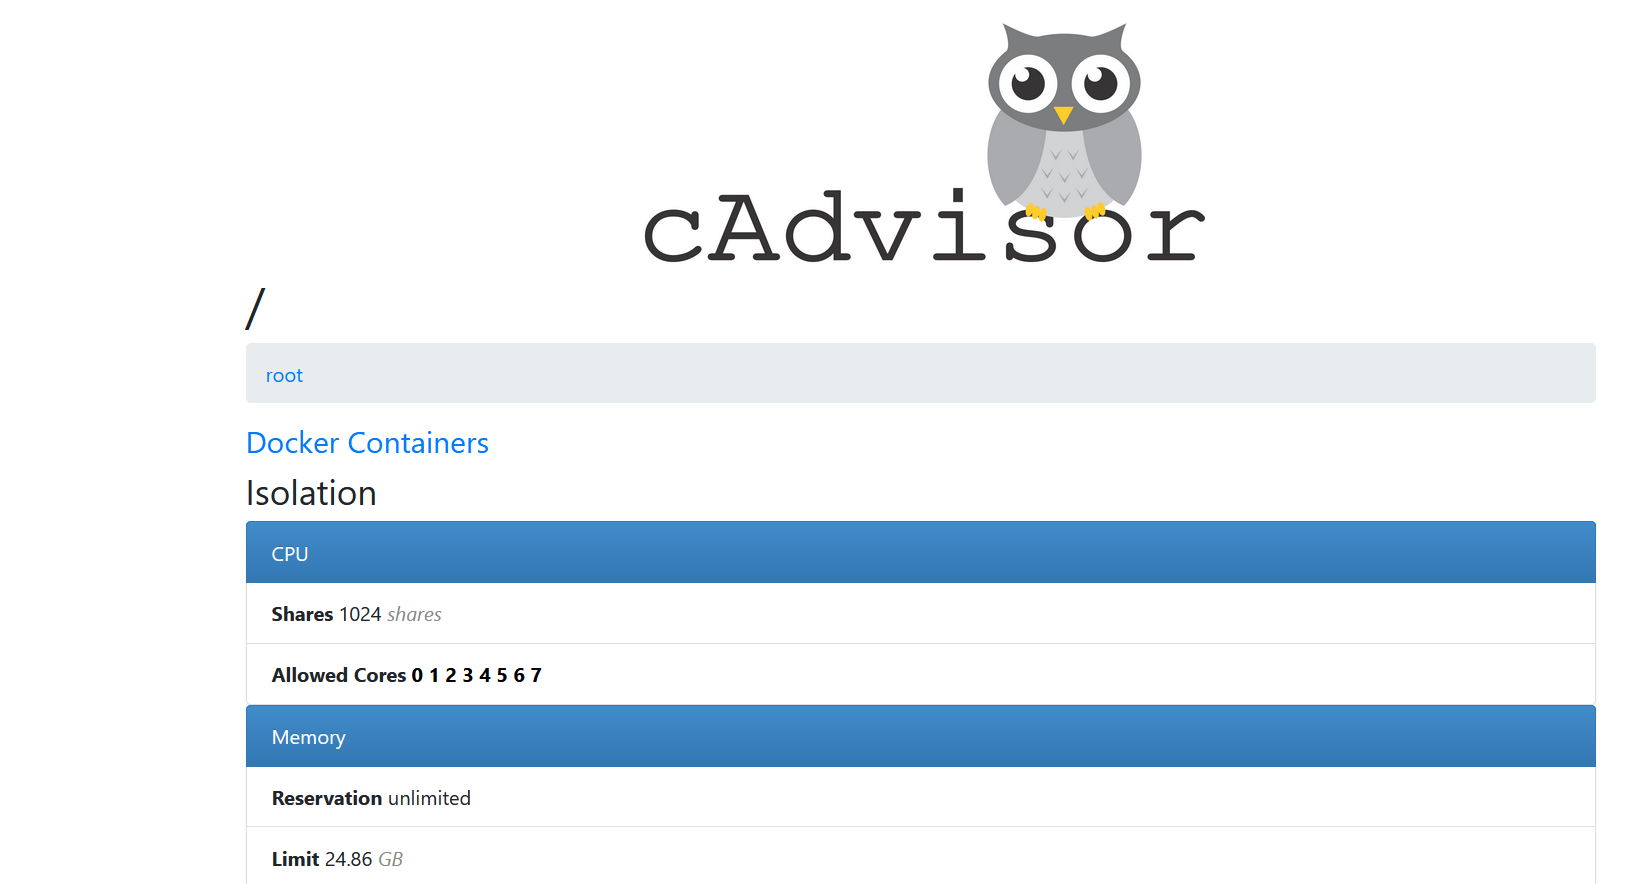 cAdvisor
/
root
Docker Containers
Isolation
CPU
Shares 1024 shares
Allowed Cores 0 1 2 3 4 5 6 7
Memory
Reservation unlimited
Limit 24.86 GB